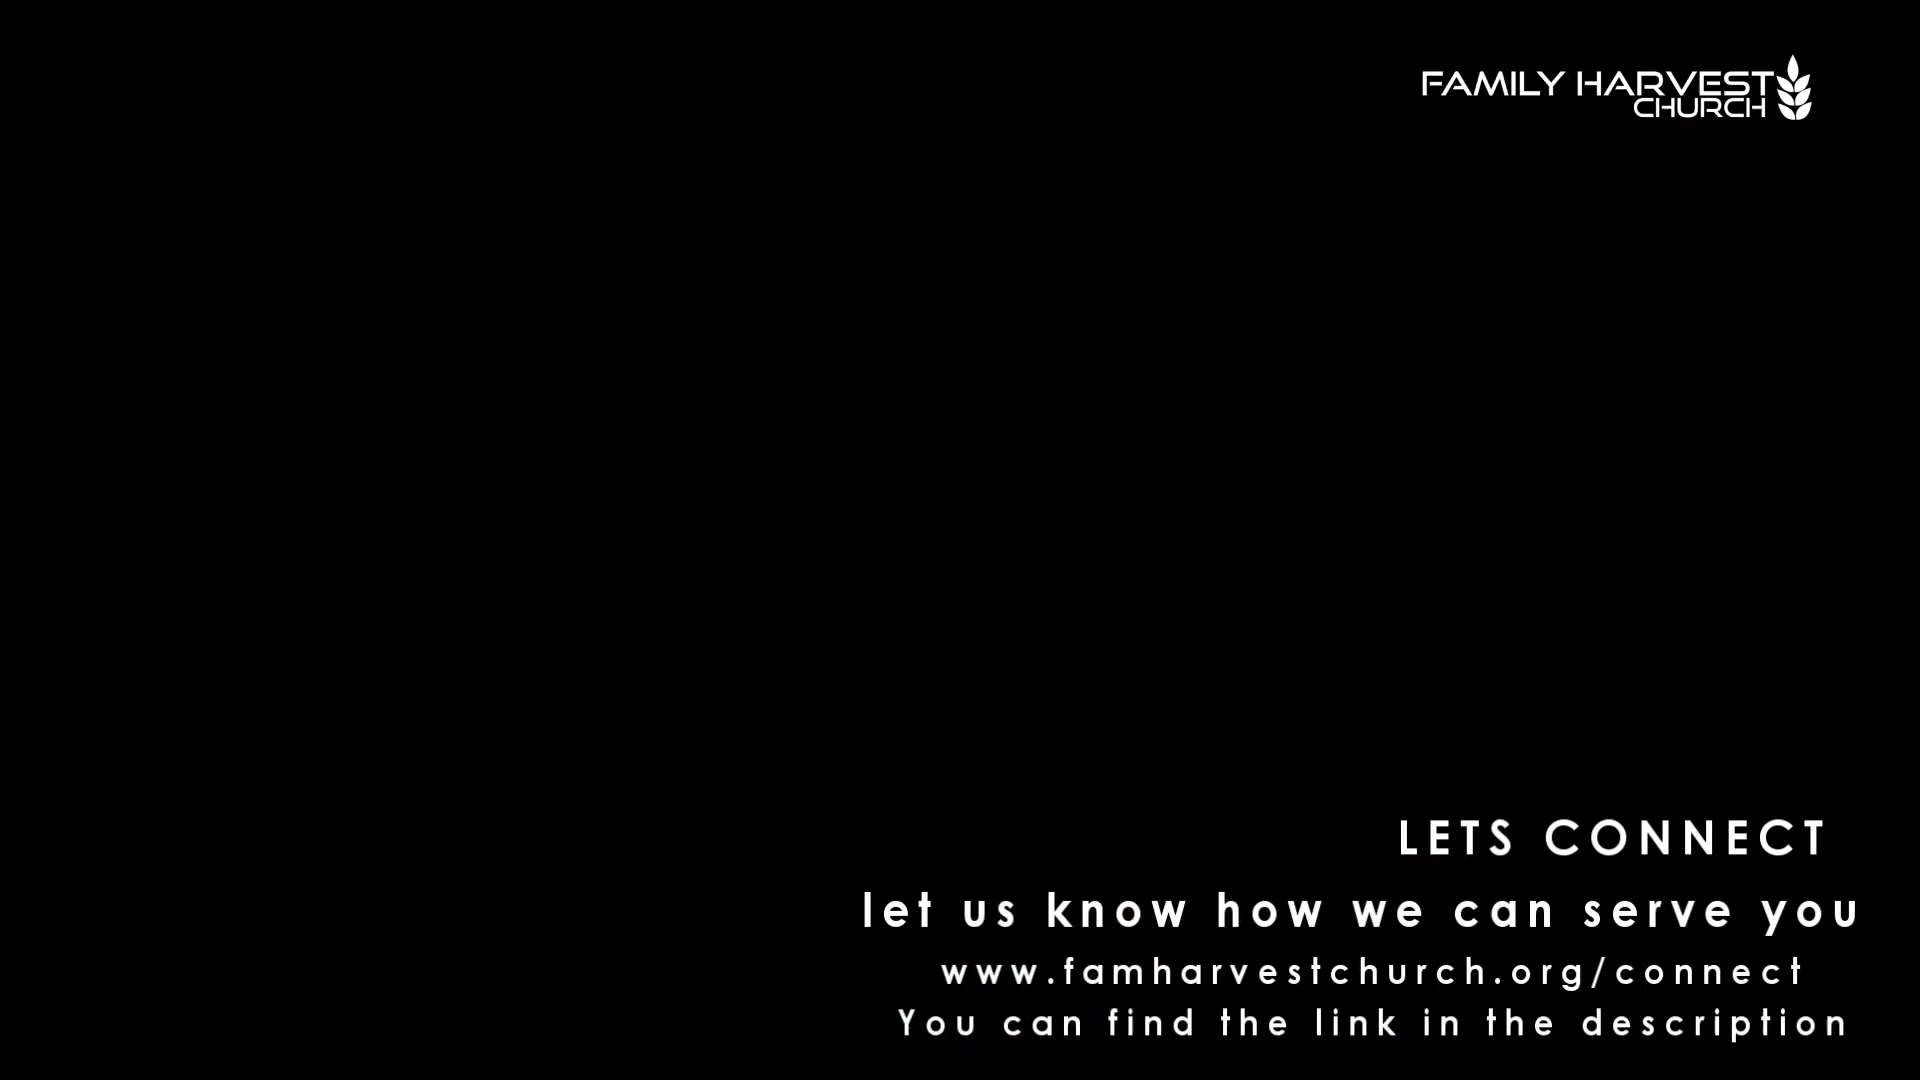 FAMILY HARVEST
CHURCH
LETS CONNECT
let us know how we can serve you
www.famharvestchurch.org/connect
You can find the link in the description